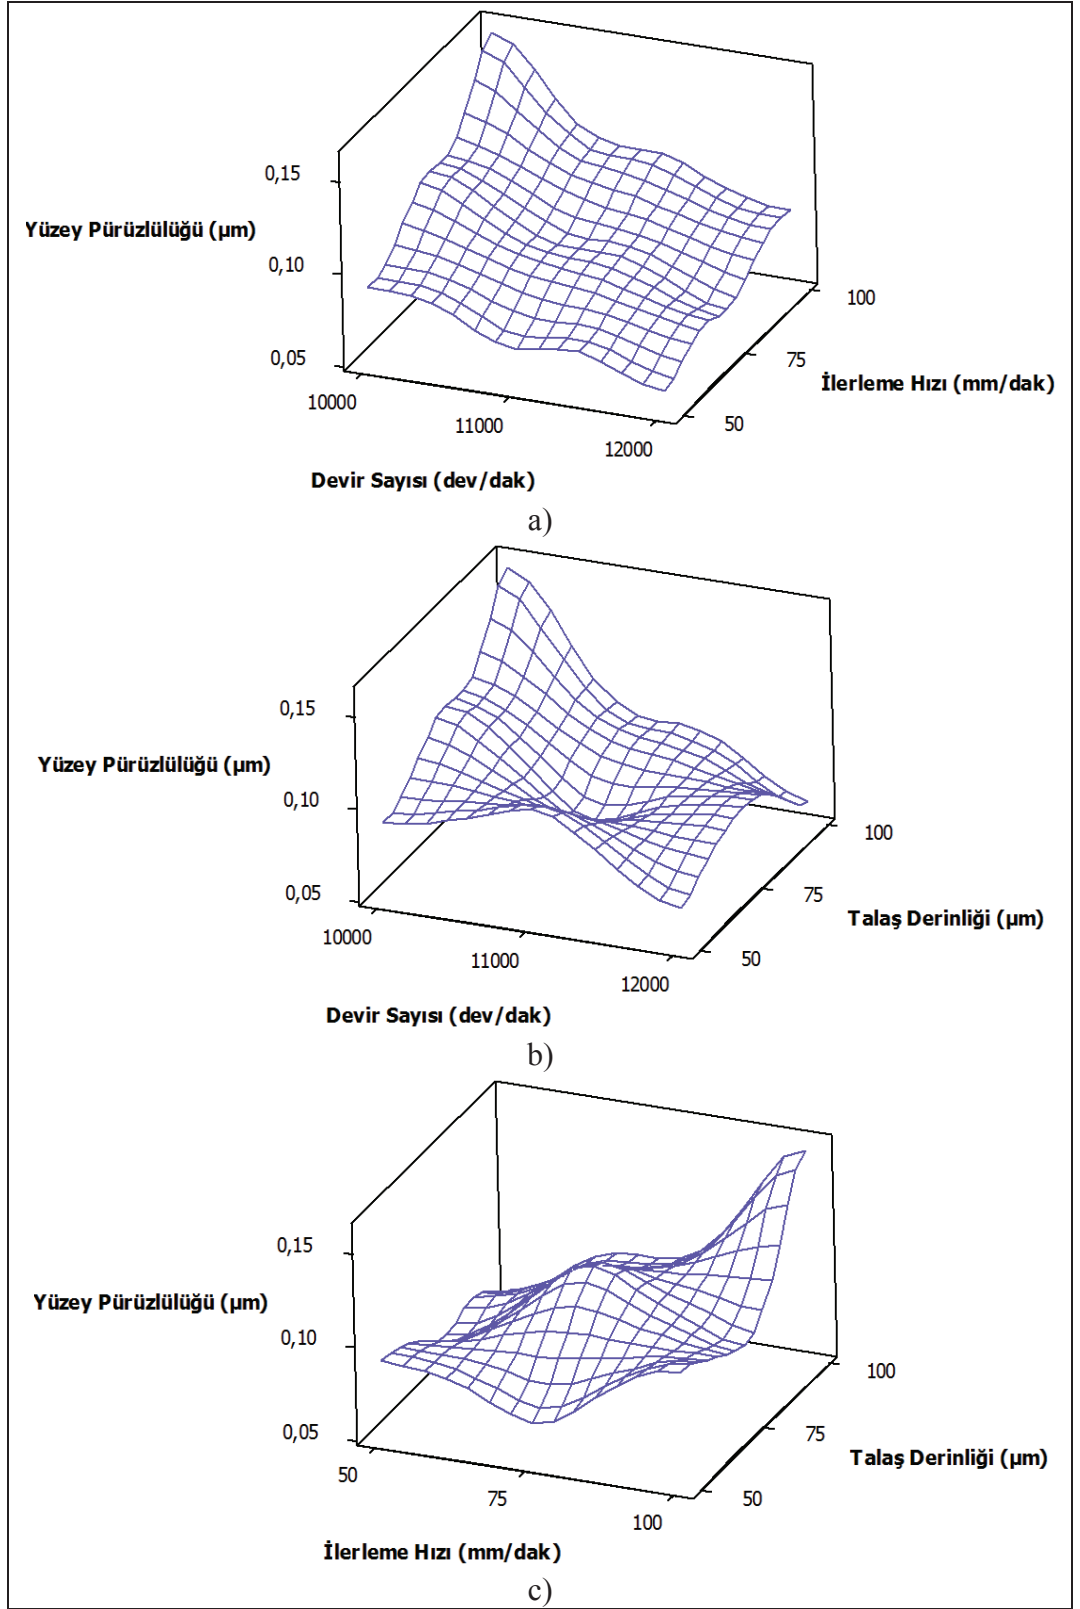 0,15
Yüzey Pürüzlülüğü (µm)
0,10
0,05
100
75
İlerleme Hızı (mm/dak)
50
10000
11000
12000
Devir Sayısı (dev/dak)
a)
0,15
Yüzey Pürüzlülüğü (µm)
0,10
0,05
100
75
Talaş Derinliği (µm)
50
10000
11000
12000
Devir Sayısı (dev/dak)
b)
0,15
Yüzey Pürüzlülüğü (µm)
0,10
0,05
100
75
Talaş Derinliği (µm)
50
50
75
100
İlerleme Hızı (mm/dak)
c)